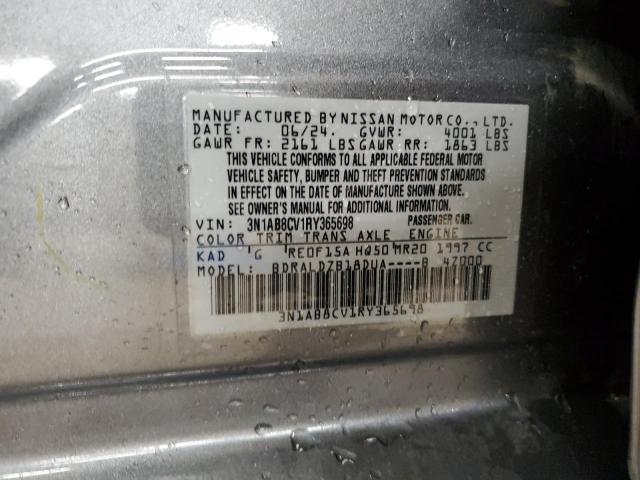 MANUFACTURED BY NISSAN MOTOR CO., LTD.
DATE: 06/24. GVWR: 4001 LBS
GAWR FR: 2161 LBS GAWR RR: 1863 LBS
THIS VEHICLE CONFORMS TO ALL APPLICABLE FEDERAL MOTOR
VEHICLE SAFETY, BUMPER AND THEFT PREVENTION STANDARDS
IN EFFECT ON THE DATE OF MANUFACTURE SHOWN ABOVE.
SEE OWNER'S MANUAL FOR ADDITIONAL INFORMATION.
VIN: 3N1AB8CV1RY365698 PASSENGER CAR.
COLOR TRIM TRANS AXLE ENGINE
KAD G RE0F15A HQ50 MR20 1997 CC
MODEL: BDRALDZB18DUA----B 47000
3N1AB8CV1RY365698